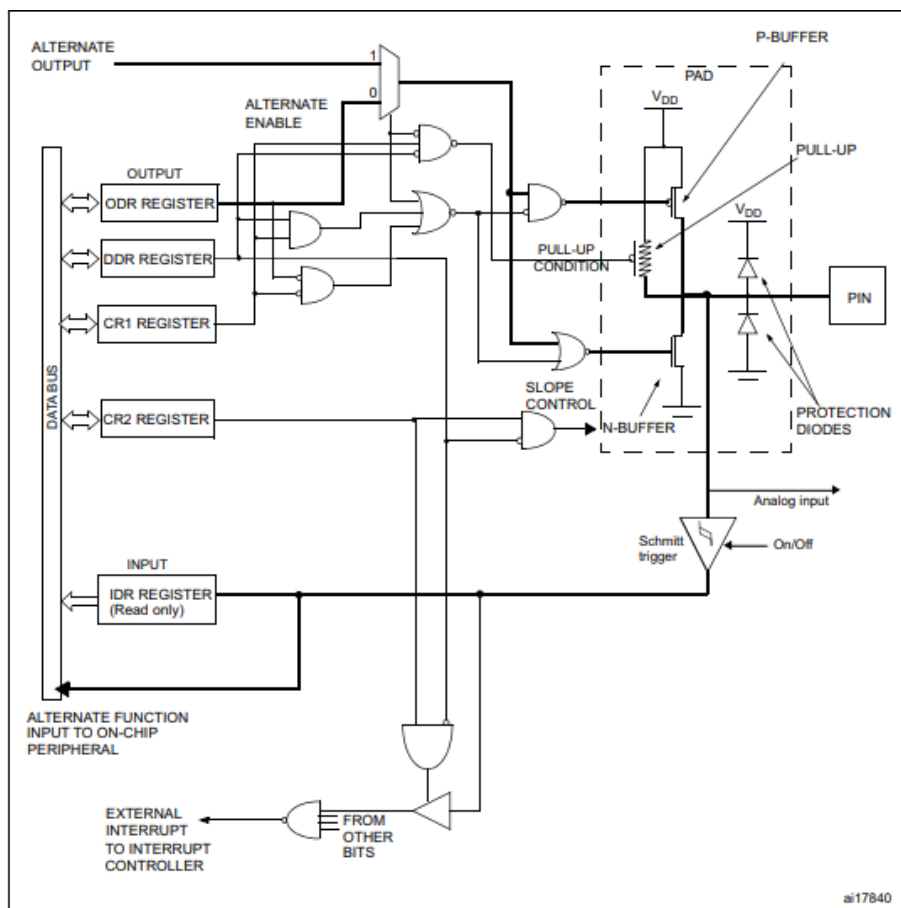 P-BUFFER
ALTERNATE
OUTPUT
1
0
PAD
VDD
ALTERNATE
ENABLE
PULL-UP
OUTPUT
ODR REGISTER
VDD
DDR REGISTER
PULL-UP
CONDITION
PIN
CR1 REGISTER
DATA BUS
SLOPE
CONTROL
CR2 REGISTER
N-BUFFER
PROTECTION
DIODES
Analog input
Schmitt
trigger
On/Off
INPUT
IDR REGISTER
(Read only)
ALTERNATE FUNCTION
INPUT TO ON-CHIP
PERIPHERAL
EXTERNAL
INTERRUPT
TO INTERRUPT
CONTROLLER
FROM
OTHER
BITS
ai17840